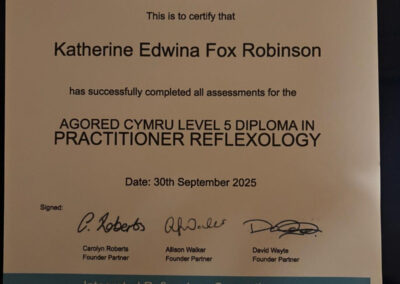 This is to certify that
Katherine Edwina Fox Robinson
has successfully completed all assessments for the
AGORED CYMRU LEVEL 5 DIPLOMA IN
PRACTITIONER REFLEXOLOGY
Date: 30th September 2025
Signed:
C. Roberts
Carolyn Roberts Allison Walker David Wayte
Founder Partner Founder Partner Founder Partner